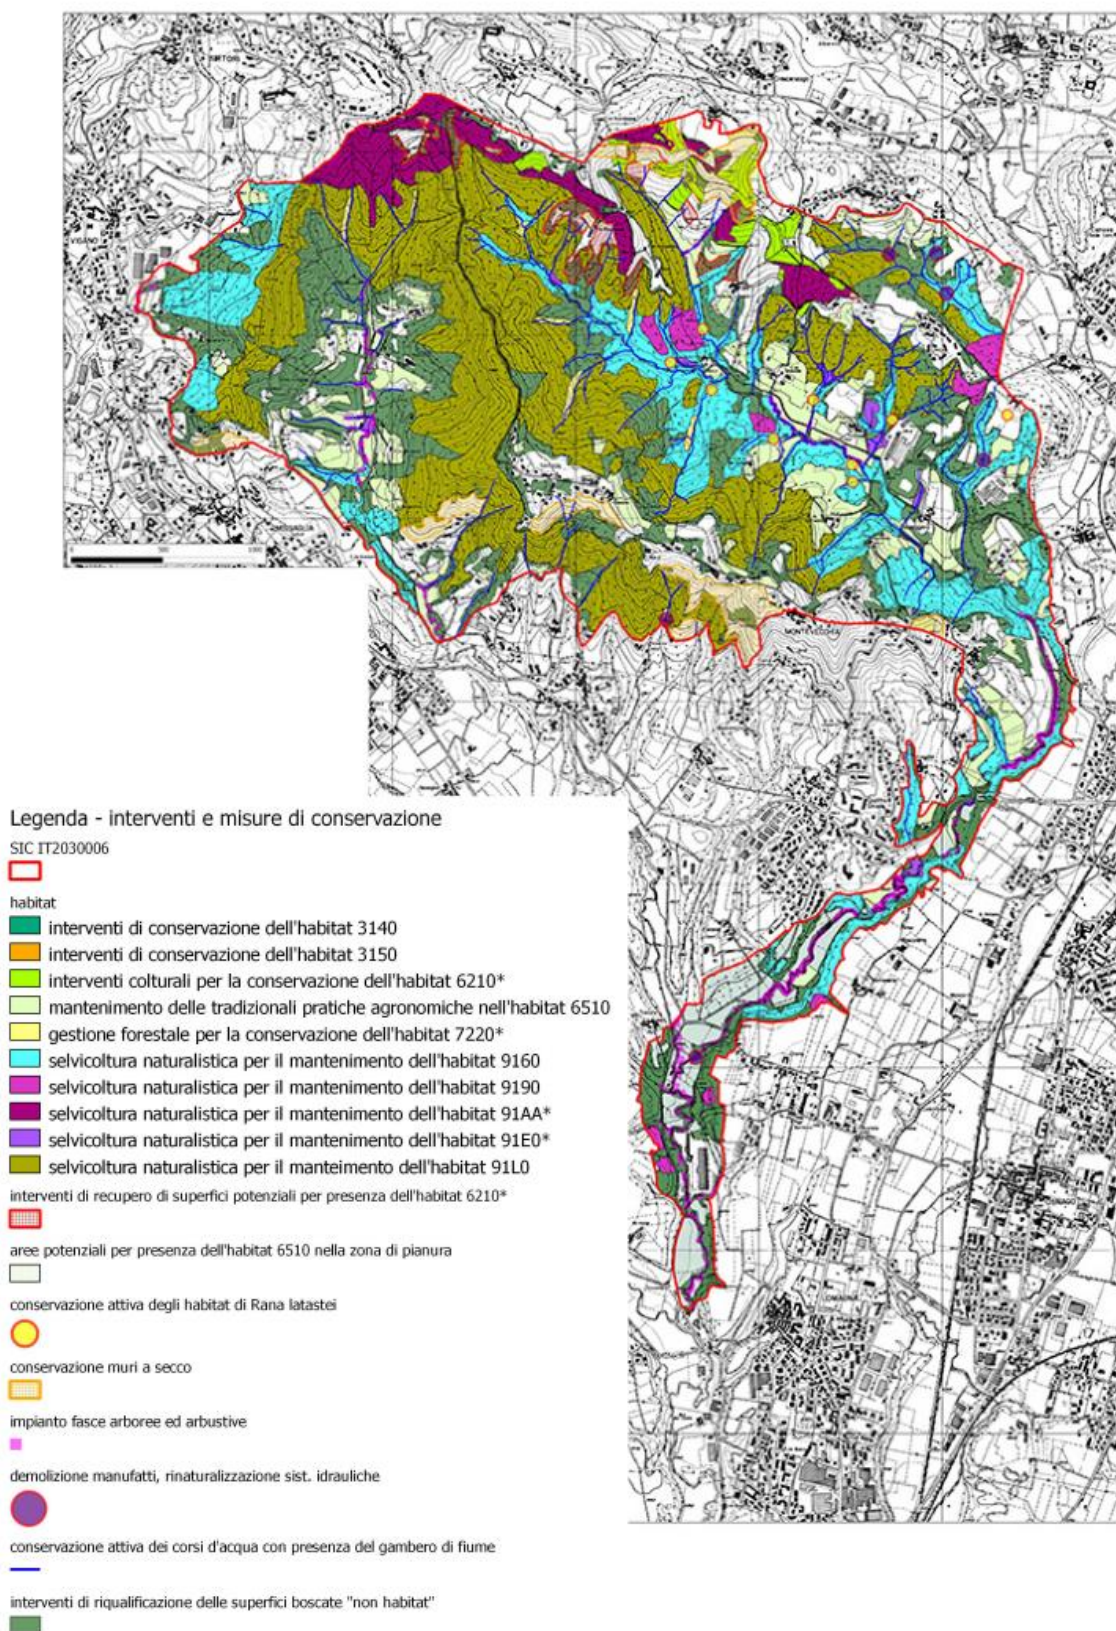 SIRTORI
VIGANO
MONTEVECCHIA
0 500 1000
Legenda - interventi e misure di conservazione
SIC IT2030006
habitat
interventi di conservazione dell'habitat 3140
interventi di conservazione dell'habitat 3150
interventi colturali per la conservazione dell'habitat 6210*
mantenimento delle tradizionali pratiche agronomiche nell'habitat 6510
gestione forestale per la conservazione dell'habitat 7220*
selvicoltura naturalistica per il mantenimento dell'habitat 9160
selvicoltura naturalistica per il mantenimento dell'habitat 9190
selvicoltura naturalistica per il mantenimento dell'habitat 91AA*
selvicoltura naturalistica per il mantenimento dell'habitat 91E0*
selvicoltura naturalistica per il manteimento dell'habitat 91L0
interventi di recupero di superfici potenziali per presenza dell'habitat 6210*
aree potenziali per presenza dell'habitat 6510 nella zona di pianura
conservazione attiva degli habitat di Rana latastei
conservazione muri a secco
impianto fasce arboree ed arbustive
demolizione manufatti, rinaturalizzazione sist. idrauliche
conservazione attiva dei corsi d'acqua con presenza del gambero di fiume
interventi di riqualificazione delle superfici boscate "non habitat"